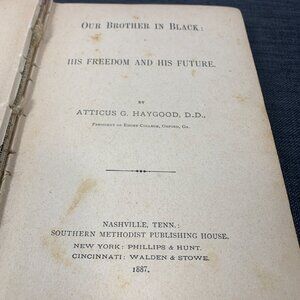 OUR BROTHER IN BLACK:
HIS FREEDOM AND HIS FUTURE.
BY
ATTICUS G. HAYGOOD, D.D.,
PRESIDENT OF EMORY COLLEGE, OXFORD, GA.
NASHVILLE, TENN.:
SOUTHERN METHODIST PUBLISHING HOUSE.
NEW YORK: PHILLIPS & HUNT.
CINCINNATI: WALDEN & STOWE.
1887.